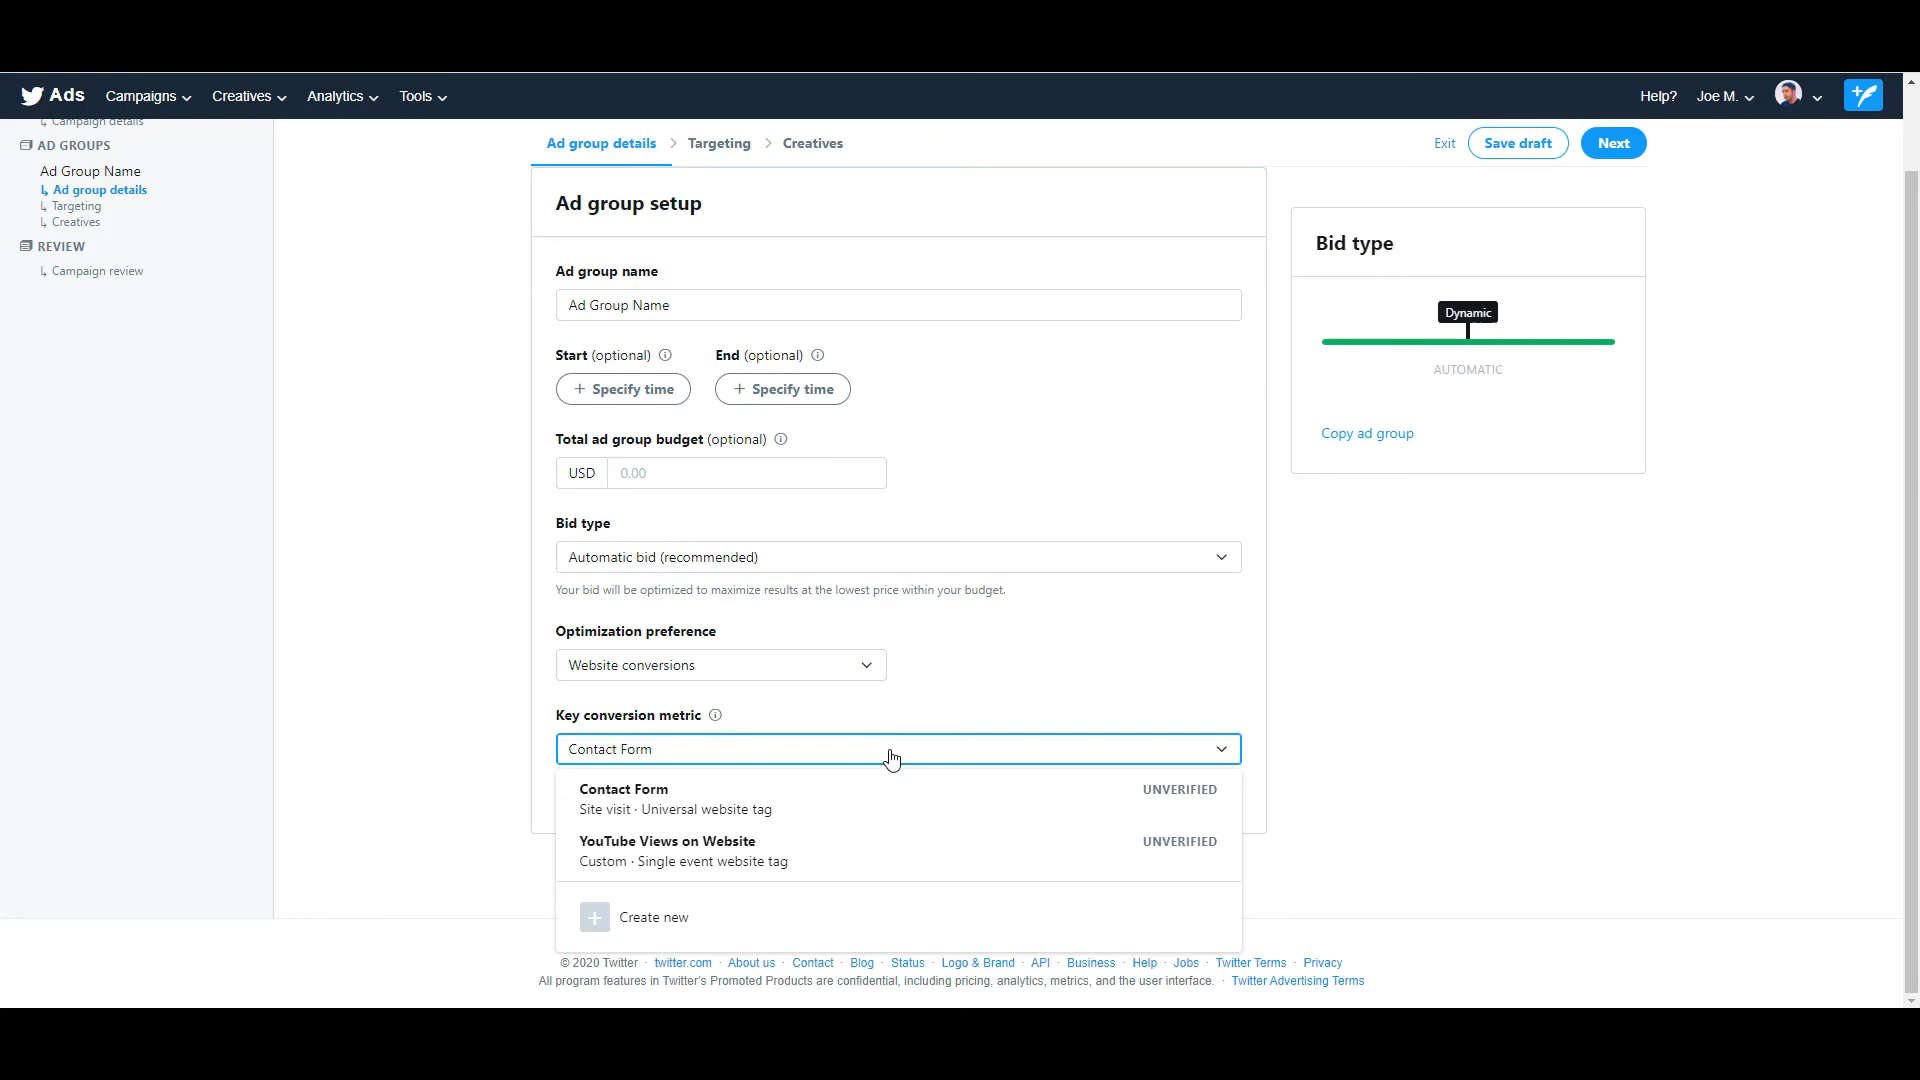 Ads Campaigns Creatives Analytics Tools Help? Joe M.
Campaign details
AD GROUPS
Ad Group Name
Ad group details
Targeting
Creatives
REVIEW
Campaign review
Ad group details Targeting Creatives Exit Save draft Next
Ad group setup
Ad group name
Ad Group Name
Start (optional) End (optional)
+ Specify time + Specify time
Total ad group budget (optional)
USD 0.00
Bid type
Automatic bid (recommended)
Your bid will be optimized to maximize results at the lowest price within your budget.
Optimization preference
Website conversions
Key conversion metric
Contact Form
Contact Form UNVERIFIED
Site visit · Universal website tag
YouTube Views on Website UNVERIFIED
Custom · Single event website tag
+ Create new
Bid type
Dynamic
AUTOMATIC
Copy ad group
© 2020 Twitter · twitter.com · About us · Contact · Blog · Status · Logo & Brand · API · Business · Help · Jobs · Twitter Terms · Privacy
All program features in Twitter's Promoted Products are confidential, including pricing, analytics, metrics, and the user interface. · Twitter Advertising Terms